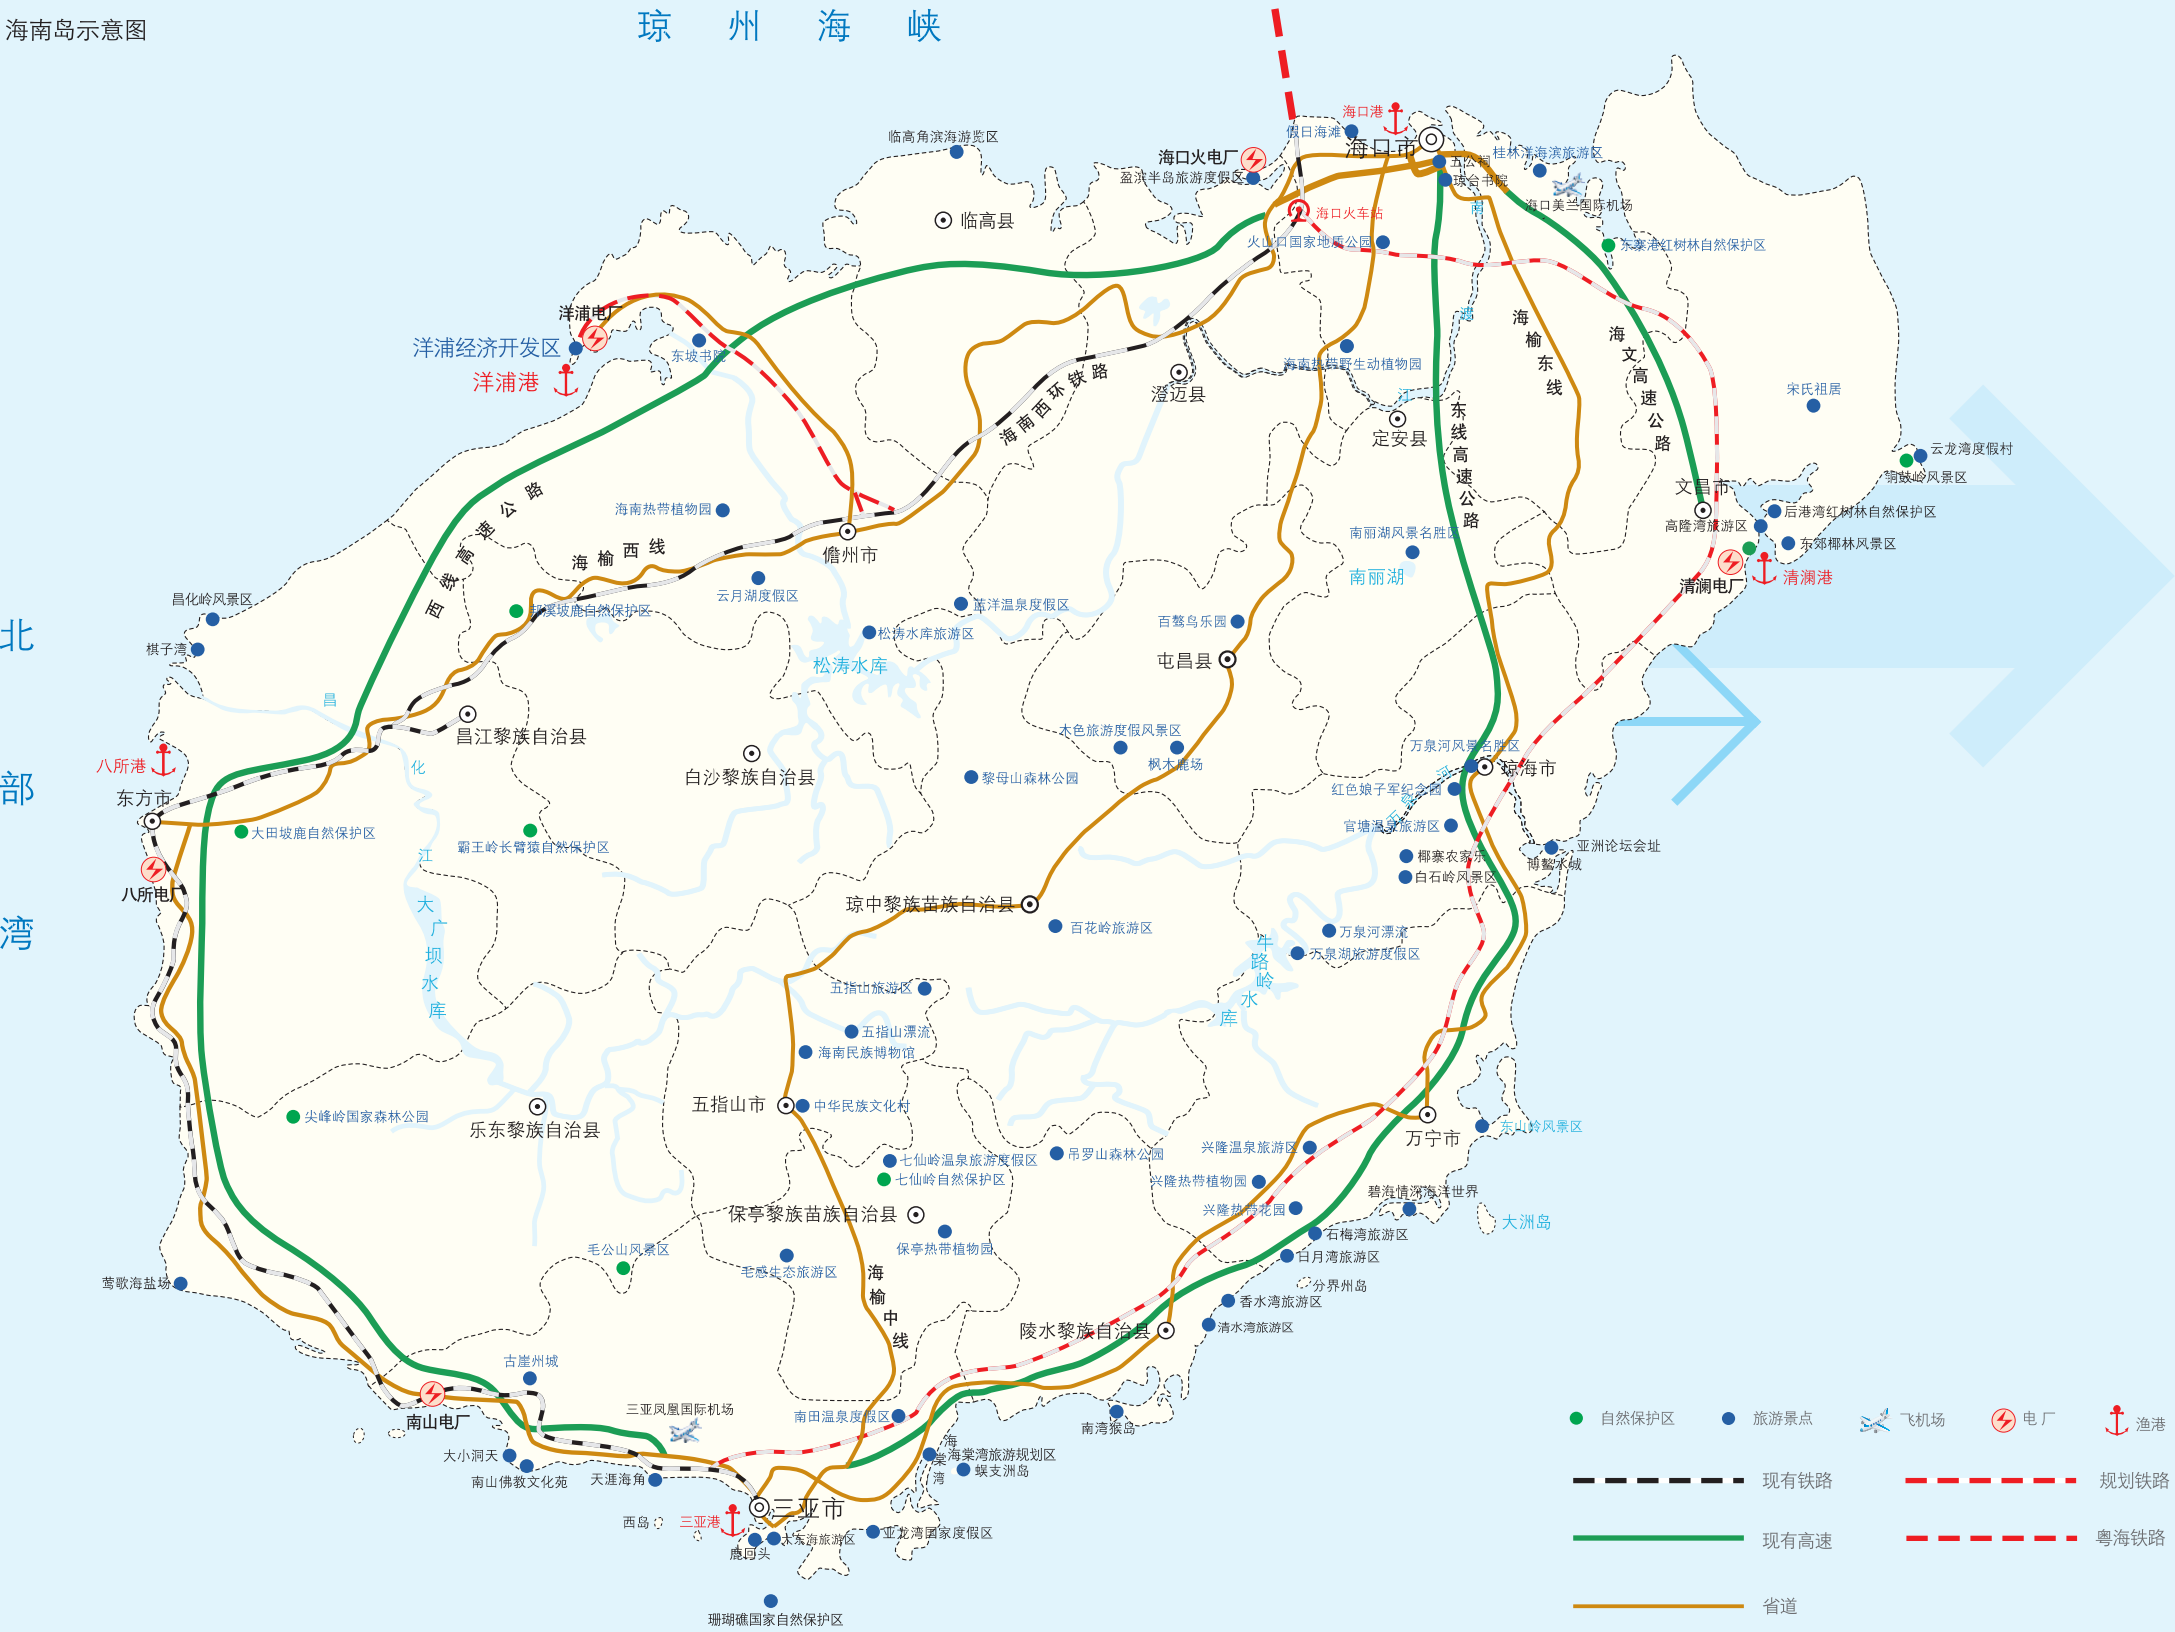 海南岛示意图
琼 州 海 峡
北
部
湾
海口港
假日海滩
海口市
临高角滨海游览区
海口火电厂
盈滨半岛旅游度假区
五公祠
琼台书院
桂林洋海滨旅游区
海口美兰国际机场
南
渡
江
海口火车站
火山口国家地质公园
东寨港红树林自然保护区
临高县
洋浦电厂
洋浦经济开发区
洋浦港
东坡书院
海南西环铁路
澄迈县
海南热带野生动植物园
定安县
海榆东线
海文高速公路
东线高速公路
宋氏祖居
云龙湾度假村
铜鼓岭风景区
文昌市
后港湾红树林自然保护区
高隆湾旅游区
东郊椰林风景区
清澜电厂
清澜港
西线高速公路
海榆西线
海南热带植物园
儋州市
云月湖度假区
蓝洋温泉度假区
南丽湖风景名胜区
南丽湖
昌化岭风景区
棋子湾
邦溪坡鹿自然保护区
松涛水库旅游区
松涛水库
百鹜鸟乐园
屯昌县
昌
化
江
昌江黎族自治县
白沙黎族自治县
木色旅游度假风景区
枫木鹿场
黎母山森林公园
万泉河风景名胜区
琼海市
万泉河
红色娘子军纪念园
官塘温泉旅游区
椰寨农家乐
白石岭风景区
亚洲论坛会址
博鳌水城
八所港
东方市
大田坡鹿自然保护区
霸王岭长臂猿自然保护区
八所电厂
大广坝水库
琼中黎族苗族自治县
百花岭旅游区
牛路岭水库
万泉河漂流
万泉湖旅游度假区
五指山旅游区
五指山漂流
海南民族博物馆
五指山市
中华民族文化村
尖峰岭国家森林公园
乐东黎族自治县
七仙岭温泉旅游度假区
七仙岭自然保护区
吊罗山森林公园
兴隆温泉旅游区
兴隆热带植物园
兴隆热带花园
万宁市
东山岭风景区
碧海情深海洋世界
大洲岛
石梅湾旅游区
日月湾旅游区
分界州岛
香水湾旅游区
清水湾旅游区
保亭黎族苗族自治县
保亭热带植物园
毛公山风景区
毛感生态旅游区
海榆中线
陵水黎族自治县
莺歌海盐场
古崖州城
南山电厂
三亚凤凰国际机场
南田温泉度假区
南湾猴岛
大小洞天
南山佛教文化苑
天涯海角
海棠湾
海棠湾旅游规划区
蜈支洲岛
三亚市
三亚港
西岛
鹿回头
大东海旅游区
亚龙湾国家度假区
珊瑚礁国家自然保护区
自然保护区
旅游景点
飞机场
电 厂
渔港
现有铁路
规划铁路
现有高速
粤海铁路
省道